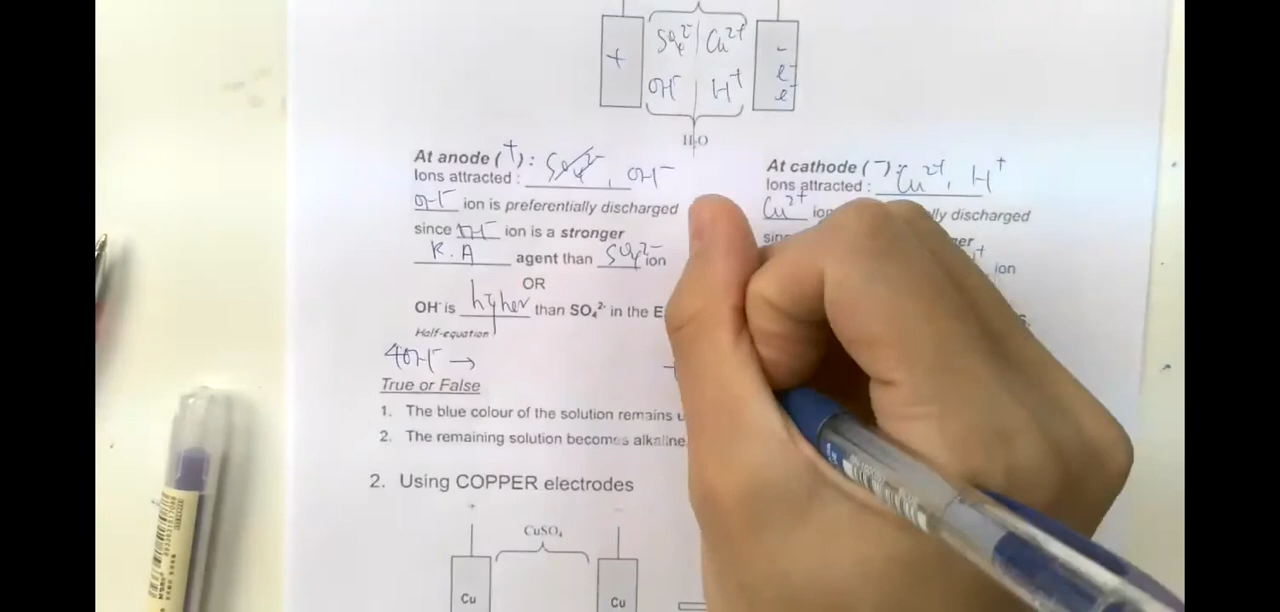 SO₄²⁻ Cu²⁺
+ -
OH⁻ H⁺ e⁻
e⁻
H₂O
At anode (+): SO₄²⁻, OH⁻
Ions attracted :
OH⁻ ion is preferentially discharged
since OH⁻ ion is a stronger
R.A agent than SO₄²⁻ ion
OR
OH⁻ is higher than SO₄²⁻ in the E
Half-equation
4OH⁻ →
At cathode (-): Cu²⁺, H⁺
Ions attracted :
Cu²⁺ discharged
ion
True or False
1. The blue colour of the solution remains
2. The remaining solution becomes alkaline
2. Using COPPER electrodes
+
CuSO₄
Cu Cu